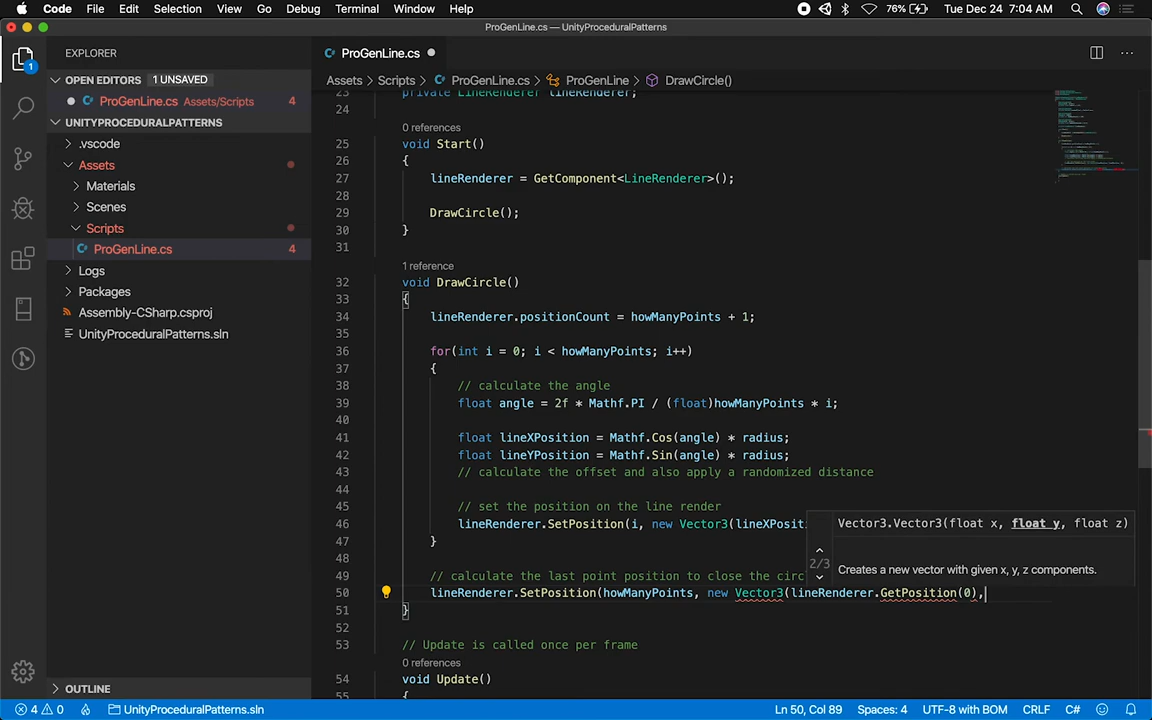 Code File Edit Selection View Go Debug Terminal Window Help 76% Tue Dec 24 7:04 AM
ProGenLine.cs — UnityProceduralPatterns
EXPLORER
ProGenLine.cs
OPEN EDITORS 1 UNSAVED
ProGenLine.cs Assets/Scripts 4
UNITYPROCEDURALPATTERNS
.vscode
Assets
Materials
Scenes
Scripts
ProGenLine.cs 4
Logs
Packages
Assembly-CSharp.csproj
UnityProceduralPatterns.sln
OUTLINE
1
Assets > Scripts > ProGenLine.cs > ProGenLine > DrawCircle()
23 private LineRenderer lineRenderer;
24
0 references
25 void Start()
26 {
27 lineRenderer = GetComponent<LineRenderer>();
28
29 DrawCircle();
30 }
31
1 reference
32 void DrawCircle()
33 {
34 lineRenderer.positionCount = howManyPoints + 1;
35
36 for(int i = 0; i < howManyPoints; i++)
37 {
38 // calculate the angle
39 float angle = 2f * Mathf.PI / (float)howManyPoints * i;
40
41 float lineXPosition = Mathf.Cos(angle) * radius;
42 float lineYPosition = Mathf.Sin(angle) * radius;
43 // calculate the offset and also apply a randomized distance
44
45 // set the position on the line render
46 lineRenderer.SetPosition(i, new Vector3(lineXPositi
47 }
48
49 // calculate the last point position to close the circ
50 lineRenderer.SetPosition(howManyPoints, new Vector3(lineRenderer.GetPosition(0),
51 }
52
53 // Update is called once per frame
0 references
54 void Update()
55 {
Vector3.Vector3(float x, float y, float z)
2/3
Creates a new vector with given x, y, z components.
4 0 UnityProceduralPatterns.sln Ln 50, Col 89 Spaces: 4 UTF-8 with BOM CRLF C#